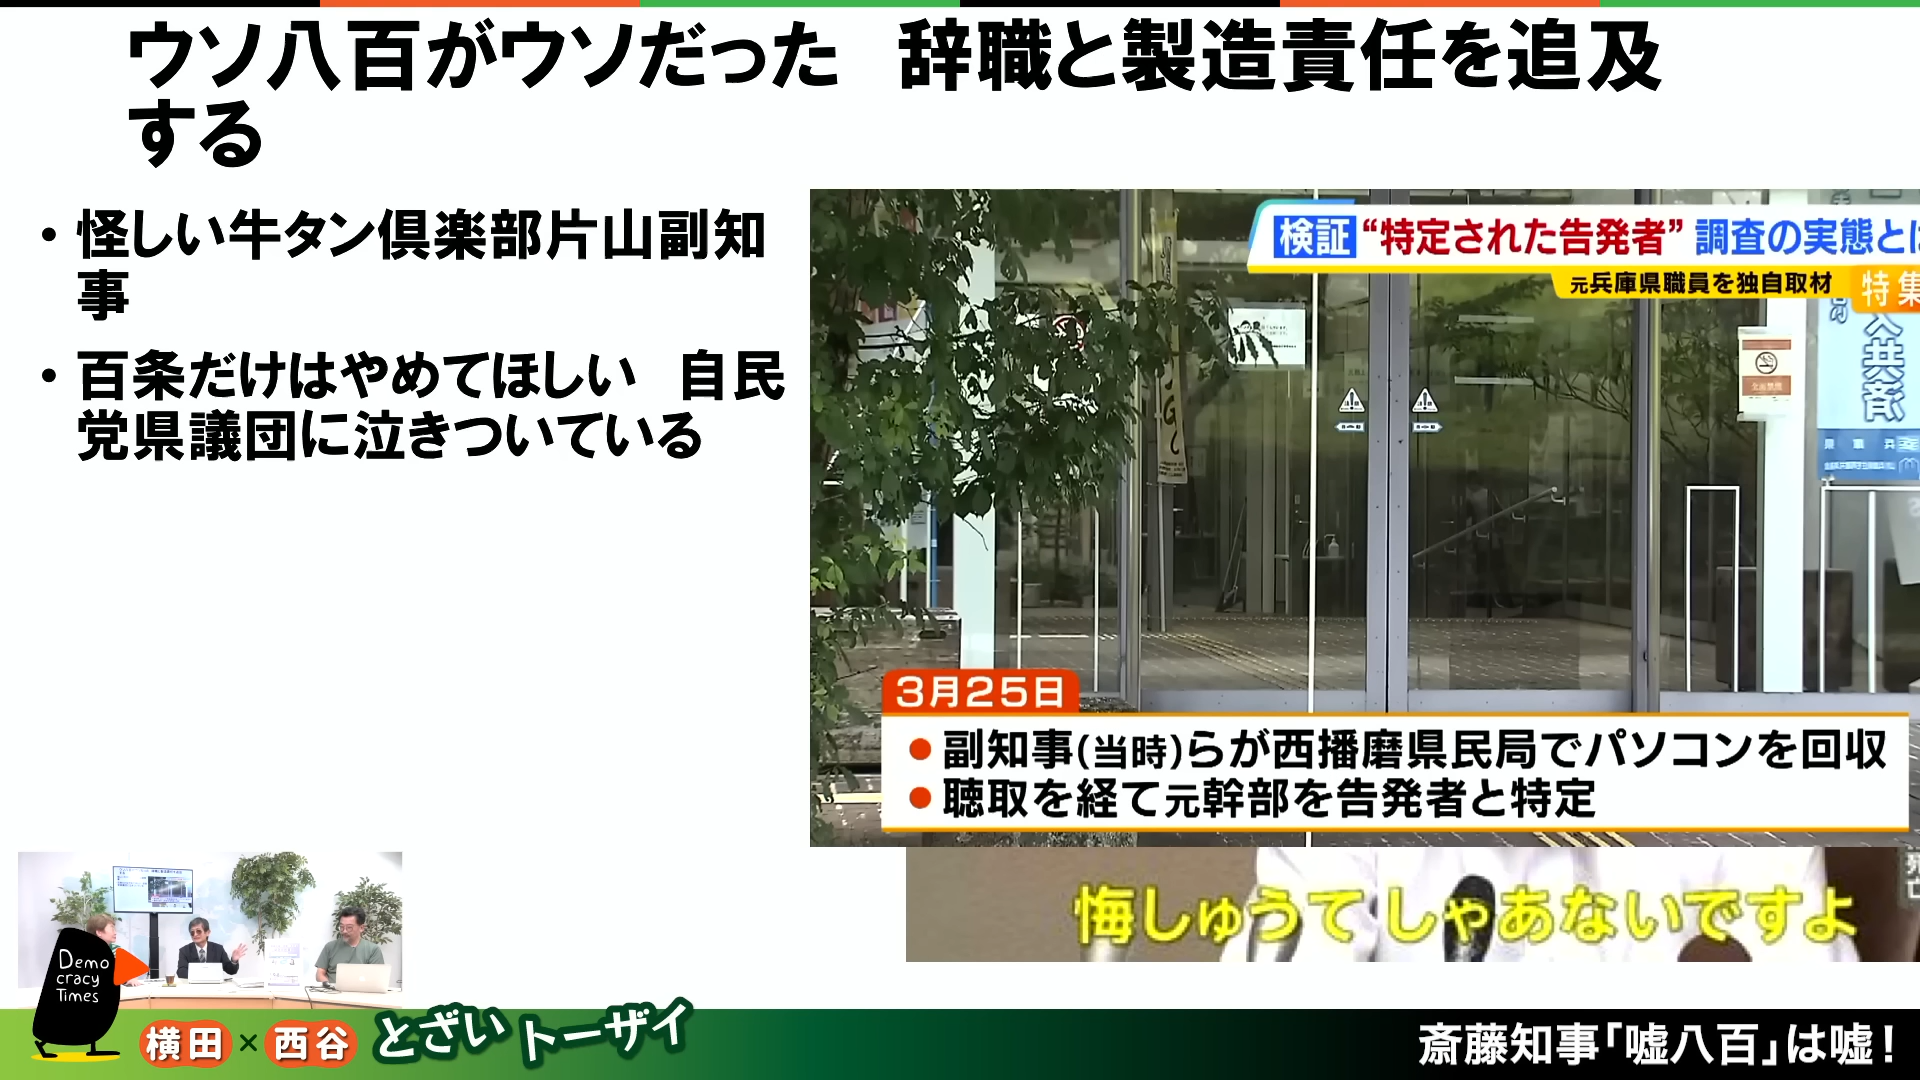 ウソ八百がウソだった　辞職と製造責任を追及
する
・怪しい牛タン倶楽部片山副知
事
・百条だけはやめてほしい　自民
党県議団に泣きついている
検証 “特定された告発者” 調査の実態とは
元兵庫県職員を独自取材
特集
共済
3月25日
●副知事(当時)らが西播磨県民局でパソコンを回収
●聴取を経て元幹部を告発者と特定
悔しゅうてしゃあないですよ
Demo
cracy
Times
横田×西谷 とざいトーザイ
斎藤知事「嘘八百」は嘘!